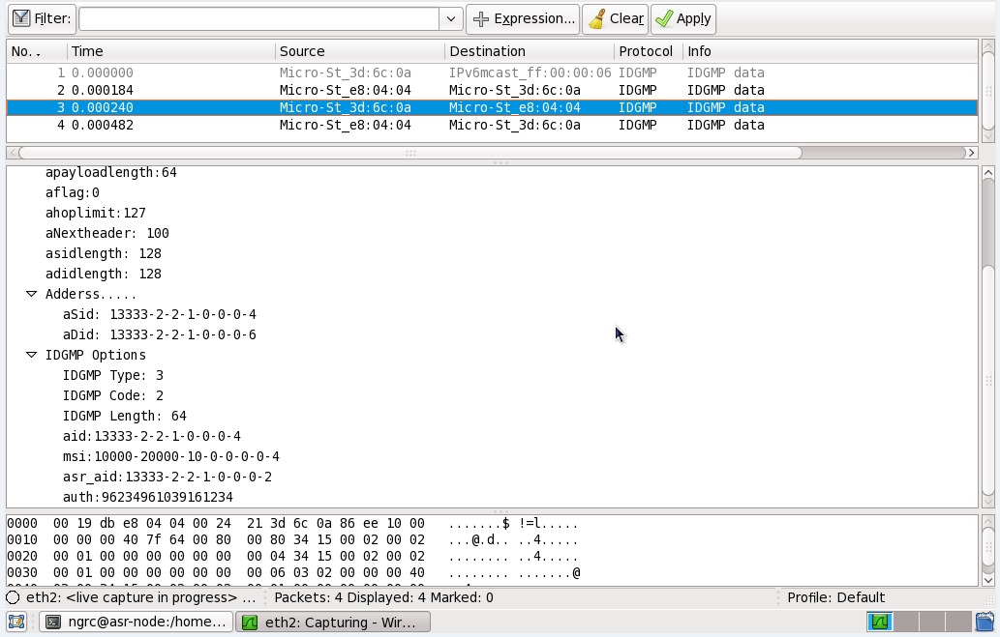 Filter: Expression... Clear Apply
No. . Time Source Destination Protocol Info
1 0.000000 Micro-St_3d:6c:0a IPv6mcast_ff:00:00:06 IDGMP IDGMP data
2 0.000184 Micro-St_e8:04:04 Micro-St_3d:6c:0a IDGMP IDGMP data
3 0.000240 Micro-St_3d:6c:0a Micro-St_e8:04:04 IDGMP IDGMP data
4 0.000482 Micro-St_e8:04:04 Micro-St_3d:6c:0a IDGMP IDGMP data
apayloadlength:64
aflag:0
ahoplimit:127
aNextheader: 100
asidlength: 128
adidlength: 128
Adderss.....
aSid: 13333-2-2-1-0-0-0-4
aDid: 13333-2-2-1-0-0-0-6
IDGMP Options
IDGMP Type: 3
IDGMP Code: 2
IDGMP Length: 64
aid:13333-2-2-1-0-0-0-4
msi:10000-20000-10-0-0-0-0-4
asr_aid:13333-2-2-1-0-0-0-2
auth:96234961039161234
0000 00 19 db e8 04 04 00 24 21 3d 6c 0a 86 ee 10 00 .......$ !=l.....
0010 00 00 00 40 7f 64 00 80 00 80 34 15 00 02 00 02 ...@.d.. ..4.....
0020 00 01 00 00 00 00 00 00 00 04 34 15 00 02 00 02 ........ ..4.....
0030 00 01 00 00 00 00 00 00 00 06 03 02 00 00 00 40 ........ .......@
eth2: <live capture in progress> ... Packets: 4 Displayed: 4 Marked: 0 Profile: Default
ngrc@asr-node:/home... eth2: Capturing - Wir...